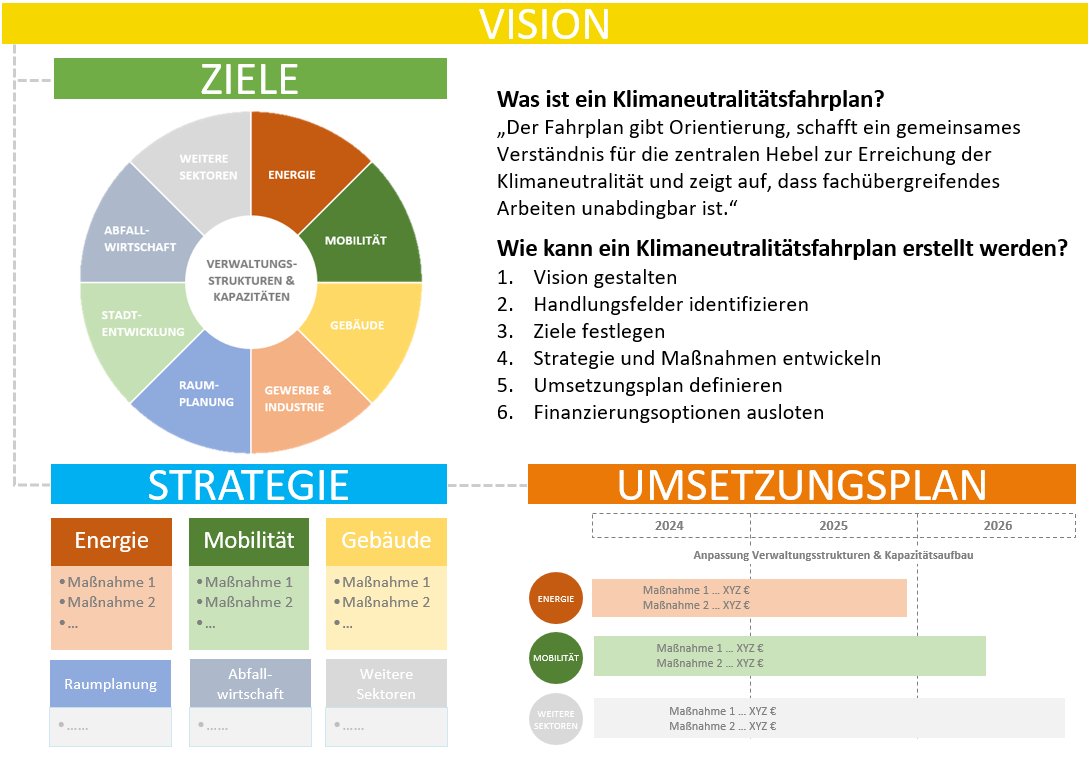 VISION
ZIELE
WEITERE
SEKTOREN
ENERGIE
ABFALL-
WIRTSCHAFT
MOBILITÄT
VERWALTUNGS-
STRUKTUREN &
KAPAZITÄTEN
STADT-
ENTWICKLUNG
GEBÄUDE
RAUM-
PLANUNG
GEWERBE &
INDUSTRIE
Was ist ein Klimaneutralitätsfahrplan?
„Der Fahrplan gibt Orientierung, schafft ein gemeinsames
Verständnis für die zentralen Hebel zur Erreichung der
Klimaneutralität und zeigt auf, dass fachübergreifendes
Arbeiten unabdingbar ist.“
Wie kann ein Klimaneutralitätsfahrplan erstellt werden?
1. Vision gestalten
2. Handlungsfelder identifizieren
3. Ziele festlegen
4. Strategie und Maßnahmen entwickeln
5. Umsetzungsplan definieren
6. Finanzierungsoptionen ausloten
STRATEGIE
Energie
•Maßnahme 1
•Maßnahme 2
•...
Mobilität
•Maßnahme 1
•Maßnahme 2
•...
Gebäude
•Maßnahme 1
•Maßnahme 2
•...
Raumplanung
•......
Abfall-
wirtschaft
•......
Weitere
Sektoren
•......
UMSETZUNGSPLAN
2024 2025 2026
Anpassung Verwaltungsstrukturen & Kapazitätsaufbau
ENERGIE
Maßnahme 1 ... XYZ €
Maßnahme 2 ... XYZ €
MOBILITÄT
Maßnahme 1 ... XYZ €
Maßnahme 2 ... XYZ €
WEITERE
SEKTOREN
Maßnahme 1 ... XYZ €
Maßnahme 2 ... XYZ €